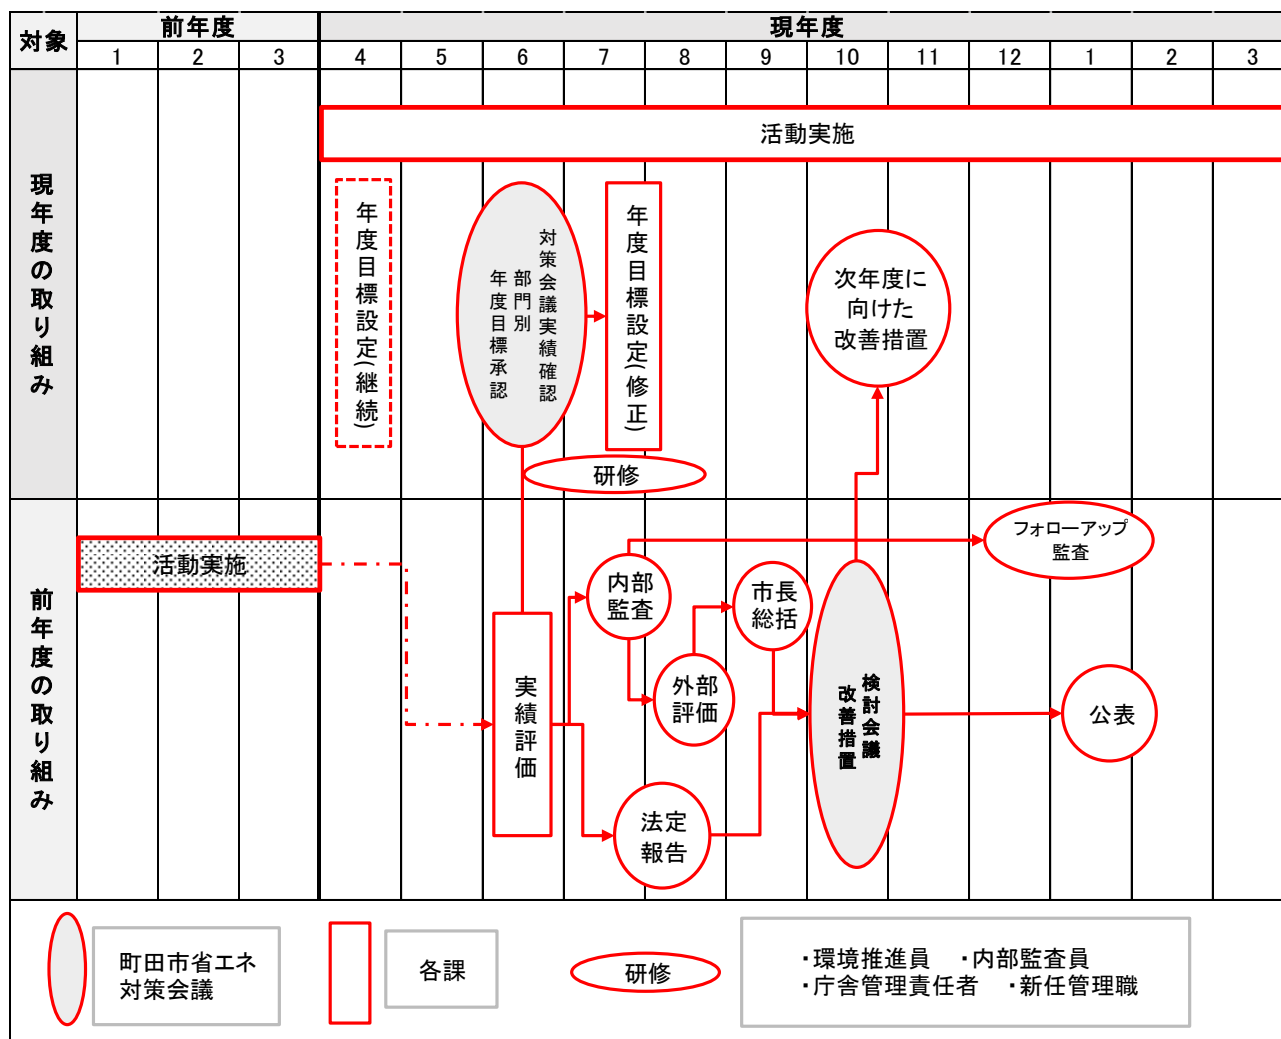 対象
前年度
現年度
1 2 3 4 5 6 7 8 9 10 11 12 1 2 3
現年度の取り組み
活動実施
年度目標設定(継続)
対策会議実績確認
部門別
年度目標承認
年度目標設定(修正)
研修
次年度に
向けた
改善措置
前年度の取り組み
活動実施
実績評価
内部
監査
外部
評価
市長
総括
法定
報告
検討会議
改善措置
フォローアップ
監査
公表
町田市省エネ
対策会議
各課
研修
・環境推進員 ・内部監査員
・庁舎管理責任者 ・新任管理職